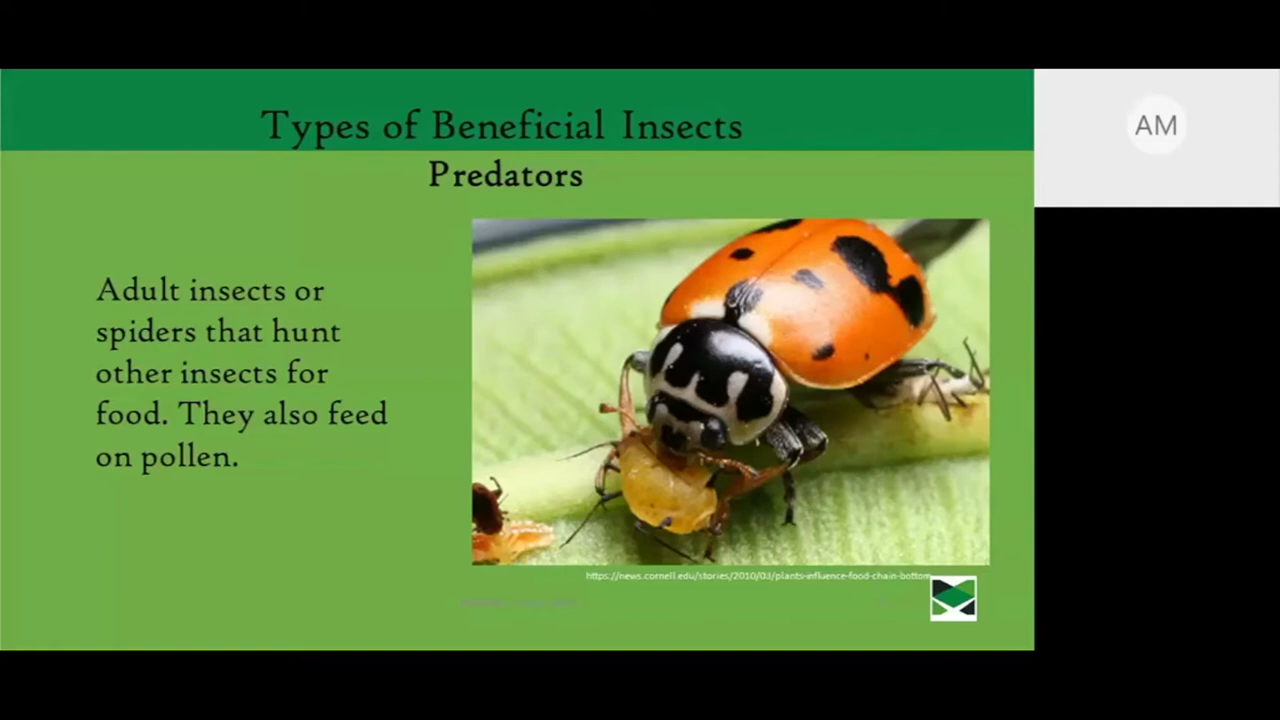 Types of Beneficial Insects
Predators
AM
Adult insects or
spiders that hunt
other insects for
food. They also feed
on pollen.
https://news.cornell.edu/stories/2010/03/plants-influence-food-chain-bottom